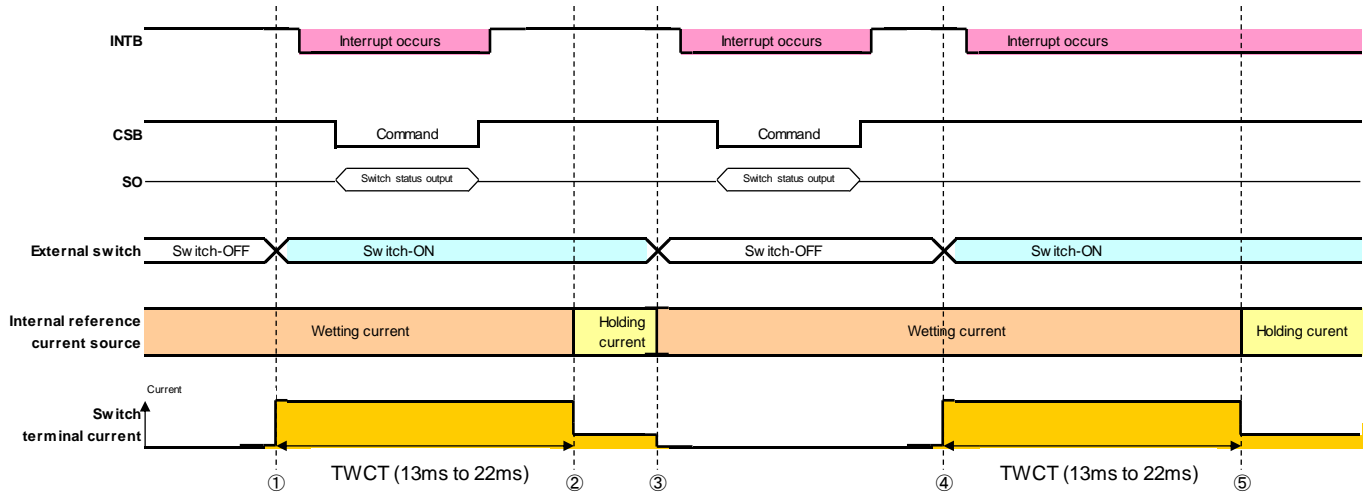 INTB
Interrupt occurs
Interrupt occurs
Interrupt occurs
CSB
Command
Command
SO
Switch status output
Switch status output
External switch
Switch-OFF
Switch-ON
Switch-OFF
Switch-ON
Internal reference
current source
Wetting current
Holding
current
Wetting current
Holding curent
Current
Switch
terminal current
TWCT (13ms to 22ms)
TWCT (13ms to 22ms)
① ② ③ ④ ⑤